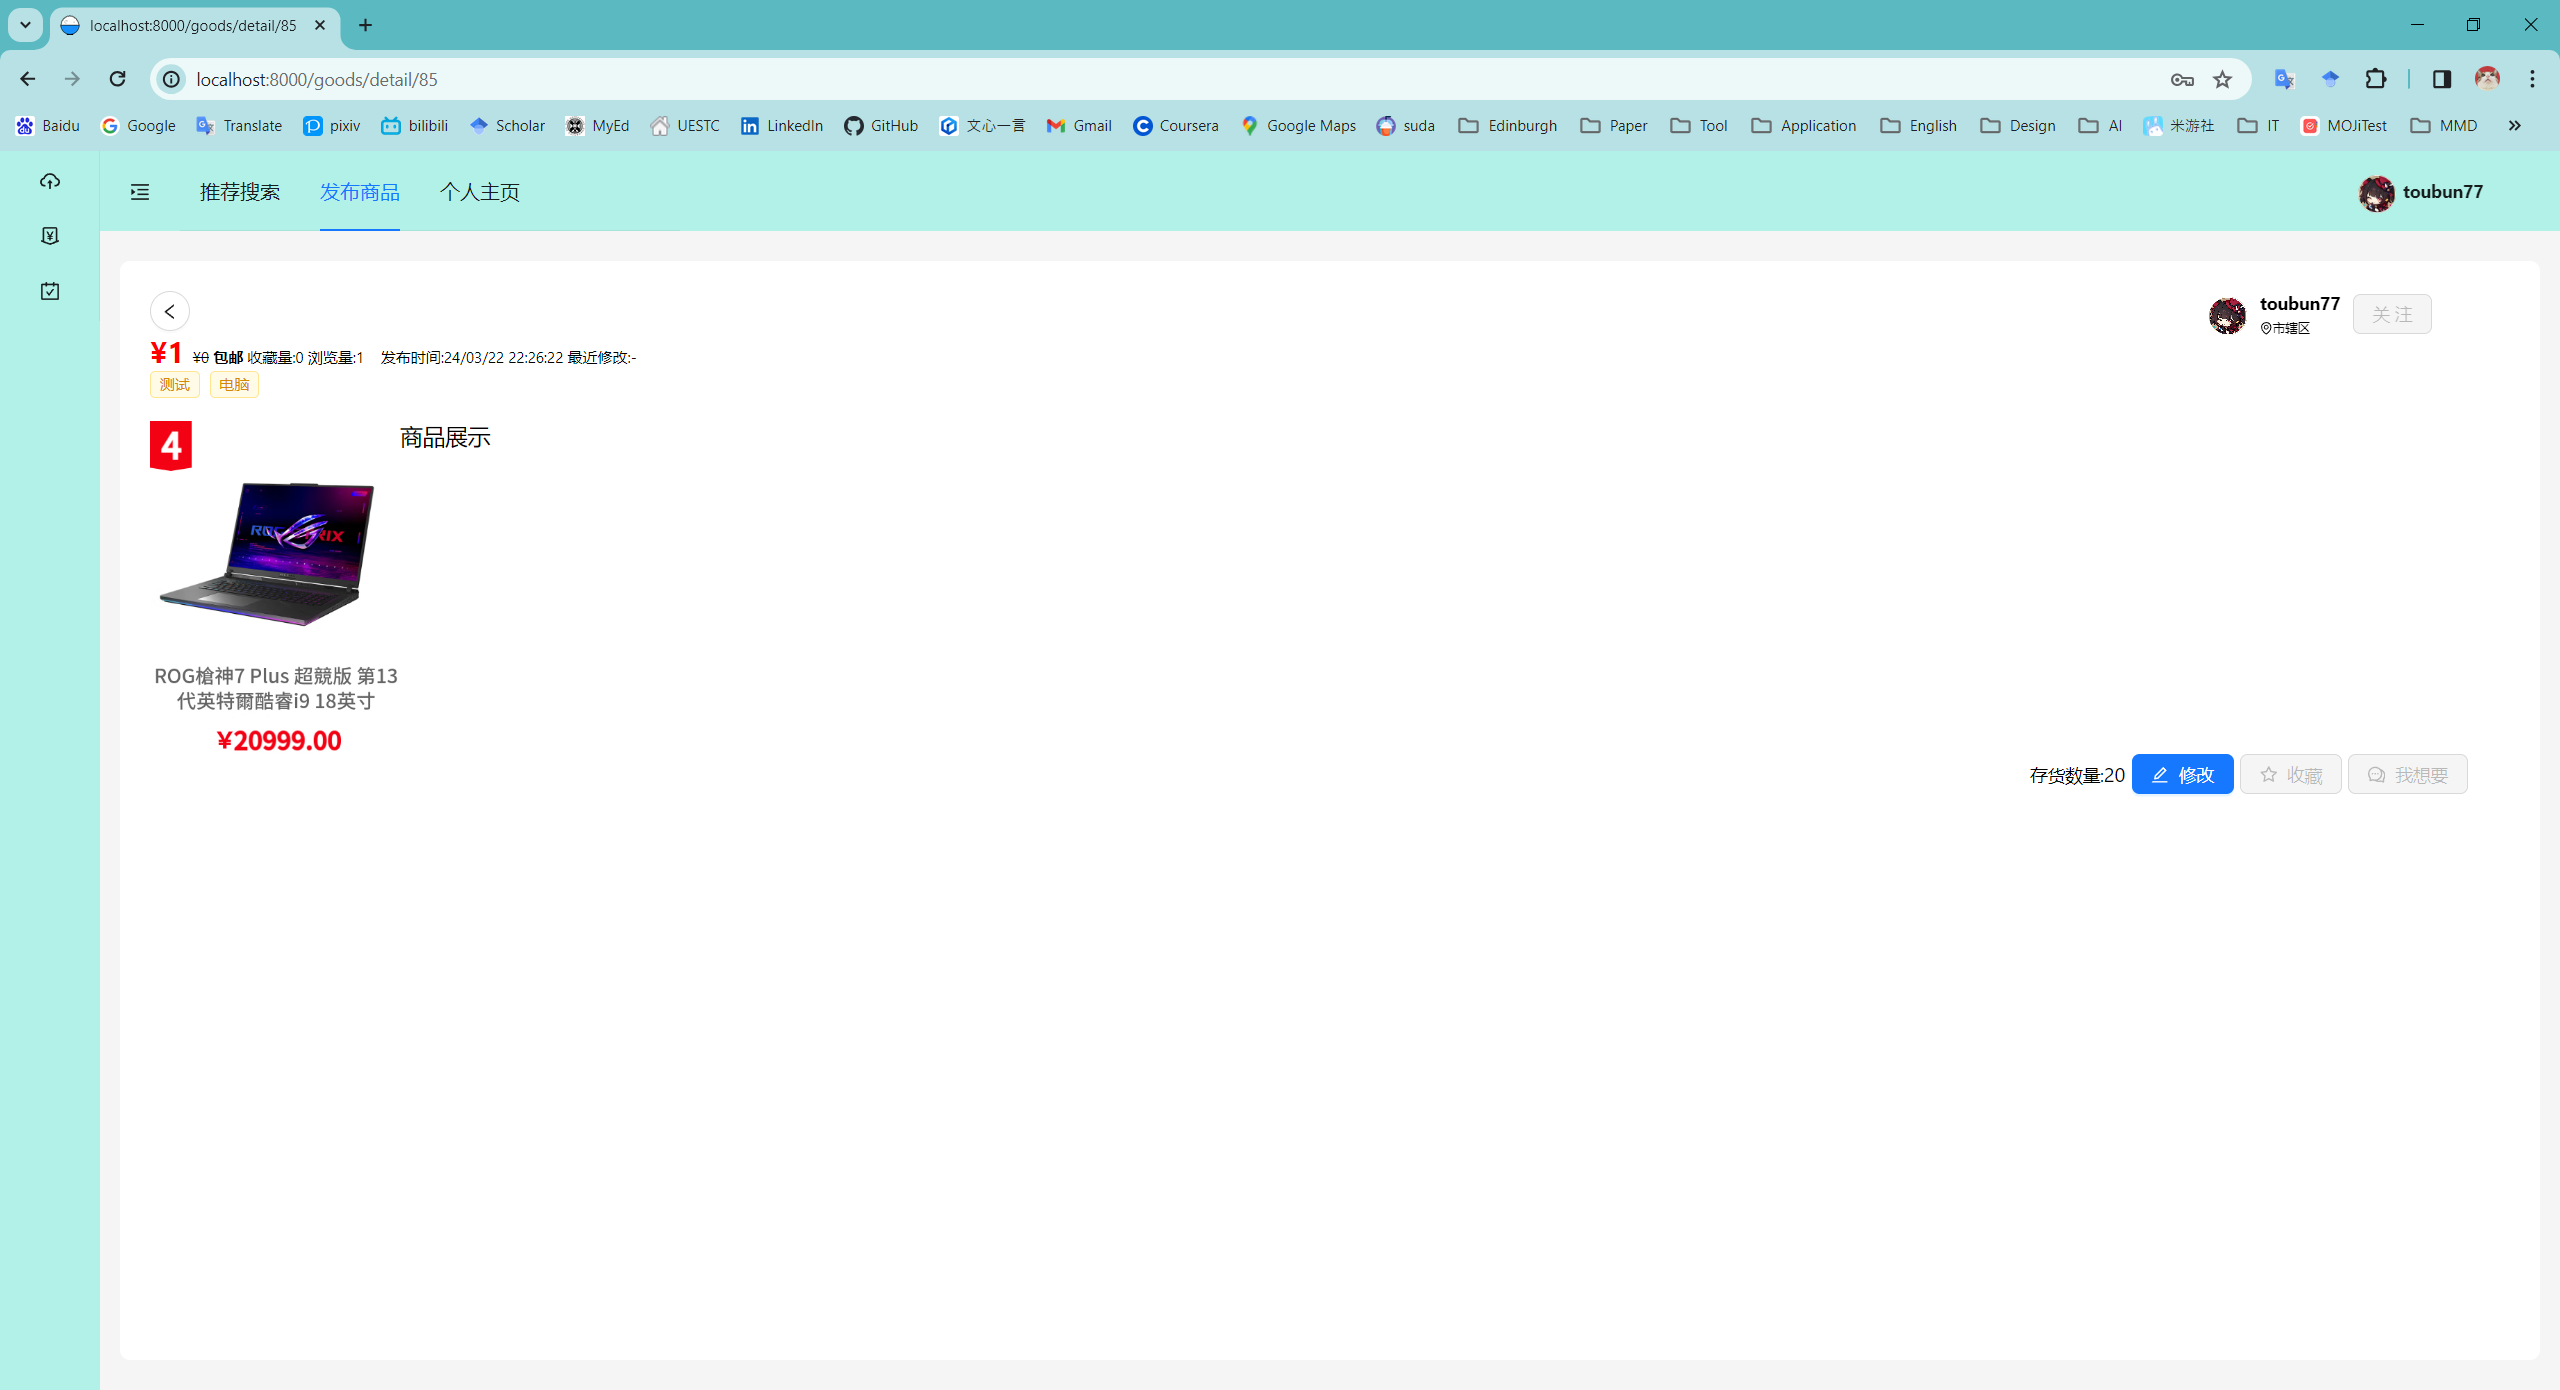 localhost:8000/goods/detail/85
localhost:8000/goods/detail/85
Baidu Google Translate pixiv bilibili Scholar MyEd UESTC LinkedIn GitHub 文心一言 Gmail Coursera Google Maps suda Edinburgh Paper Tool Application English Design AI 米游社 IT MOJiTest MMD
推荐搜索 发布商品 个人主页 toubun77
toubun77 关注
市辖区
¥1 ¥0 包邮 收藏量:0 浏览量:1 发布时间:24/03/22 22:26:22 最近修改:-
测试 电脑
4 商品展示
ROG槍神7 Plus 超競版 第13
代英特爾酷睿i9 18英寸
¥20999.00
存货数量:20 修改 收藏 我想要